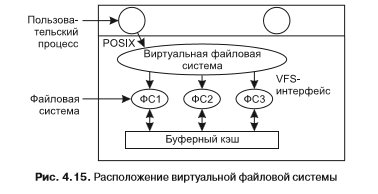 Пользова-
тельский
процесс
POSIX
Виртуальная файловая
система
VFS-
интерфейс
Файловая
система
ФС1
ФС2
ФС3
Буферный кэш
Рис. 4.15. Расположение виртуальной файловой системы